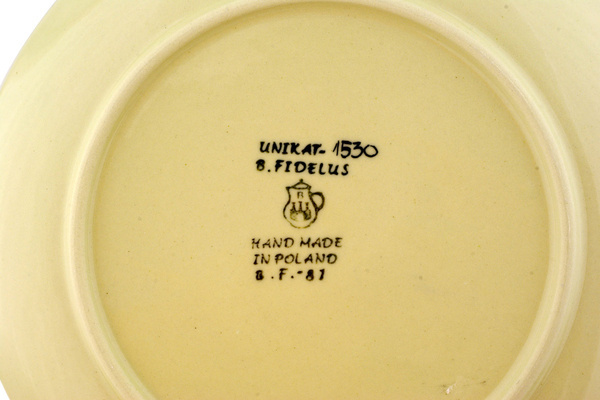 UNIKAT-1530
B.FIDELUS
B
HAND MADE
IN POLAND
B.F.-81